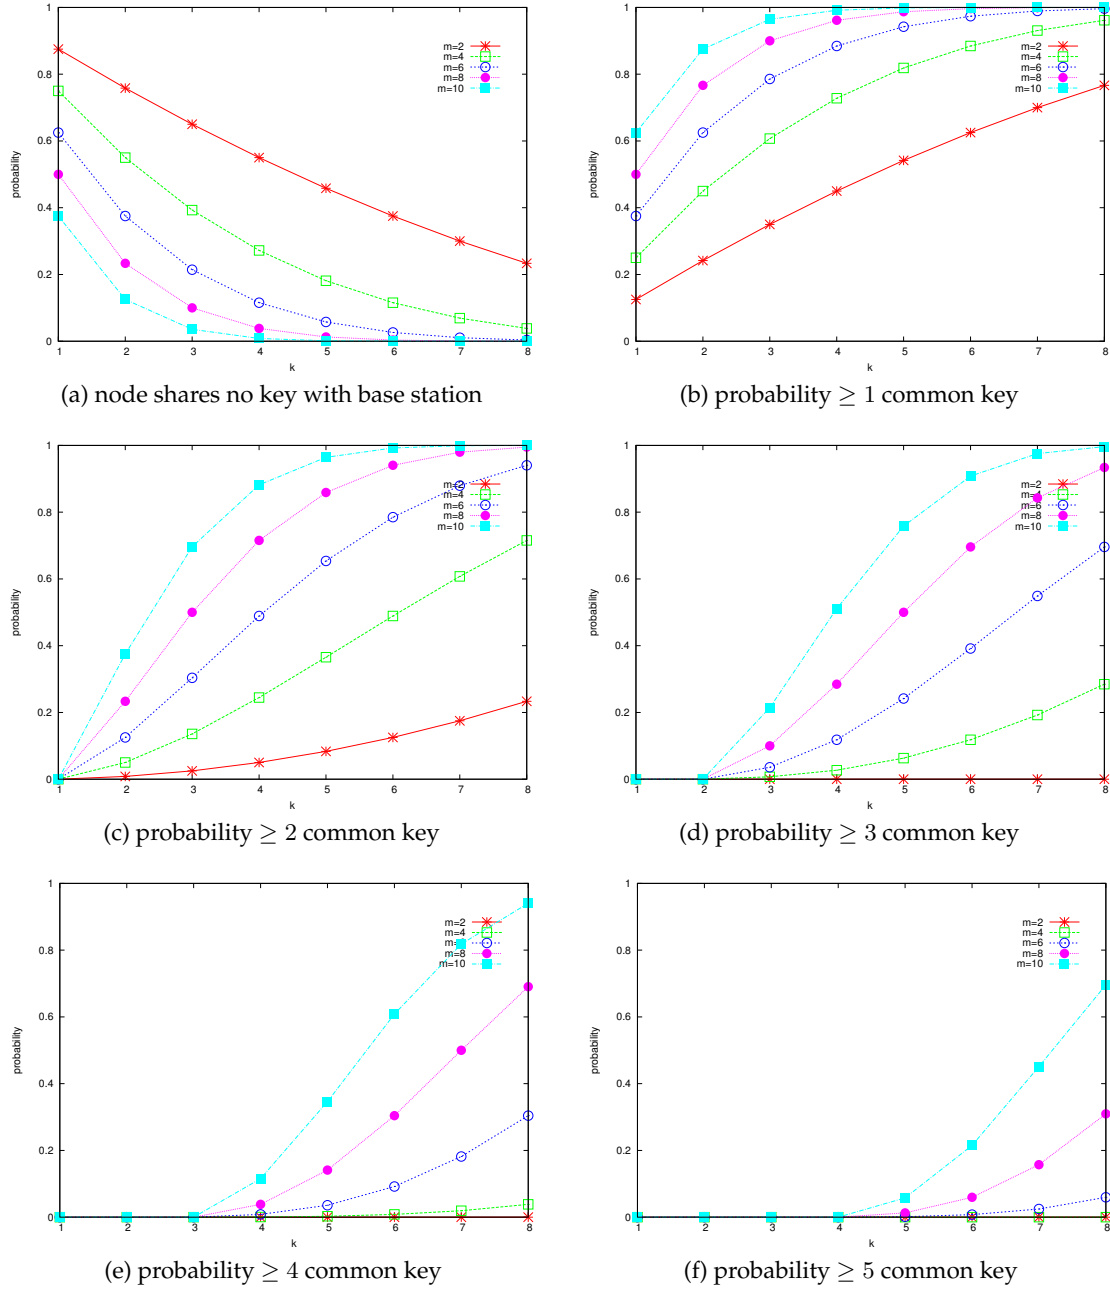 1
0.8
0.6
0.4
0.2
0
probability
1 2 3 4 5 6 7 8
k
m=2
m=4
m=6
m=8
m=10
(a) node shares no key with base station
1
0.8
0.6
0.4
0.2
0
probability
1 2 3 4 5 6 7 8
k
m=2
m=4
m=6
m=8
m=10
(b) probability ≥ 1 common key
1
0.8
0.6
0.4
0.2
0
probability
1 2 3 4 5 6 7 8
k
m=2
m=4
m=6
m=8
m=10
(c) probability ≥ 2 common key
1
0.8
0.6
0.4
0.2
0
probability
1 2 3 4 5 6 7 8
k
m=2
m=4
m=6
m=8
m=10
(d) probability ≥ 3 common key
1
0.8
0.6
0.4
0.2
0
probability
1 2 3 4 5 6 7 8
k
m=2
m=4
m=8
m=10
(e) probability ≥ 4 common key
1
0.8
0.6
0.4
0.2
0
probability
1 2 3 4 5 6 7 8
k
m=2
m=4
m=6
m=8
m=10
(f) probability ≥ 5 common key